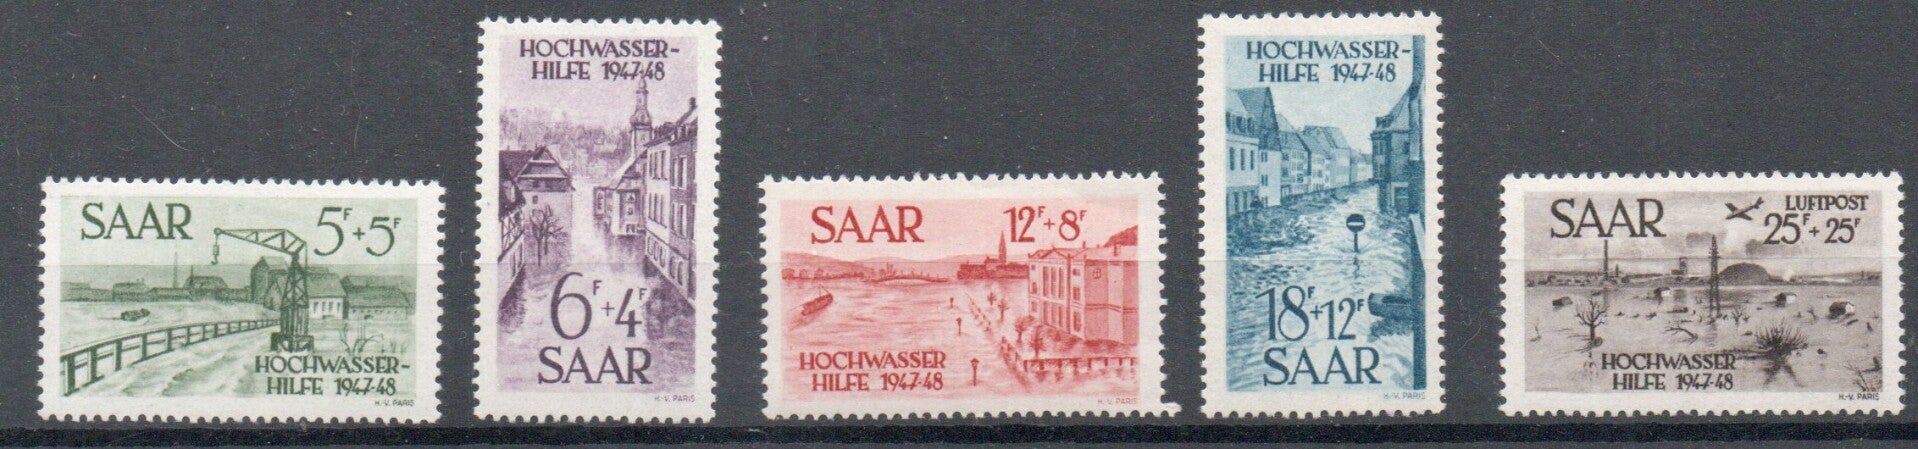 SAAR
5F+5F
HOCHWASSER-
HILFE 1947-48
H.-V. PARIS
HOCHWASSER-
HILFE 1947-48
6F+4F
SAAR
H.-V. PARIS
SAAR
12F+8F
HOCHWASSER
HILFE 1947-48
H.-V. PARIS
HOCHWASSER-
HILFE 1947-48
18F+12F
SAAR
H.-V. PARIS
SAAR
LUFTPOST
25F+25F
HOCHWASSER
HILFE 1947-48
H.-V. PARIS